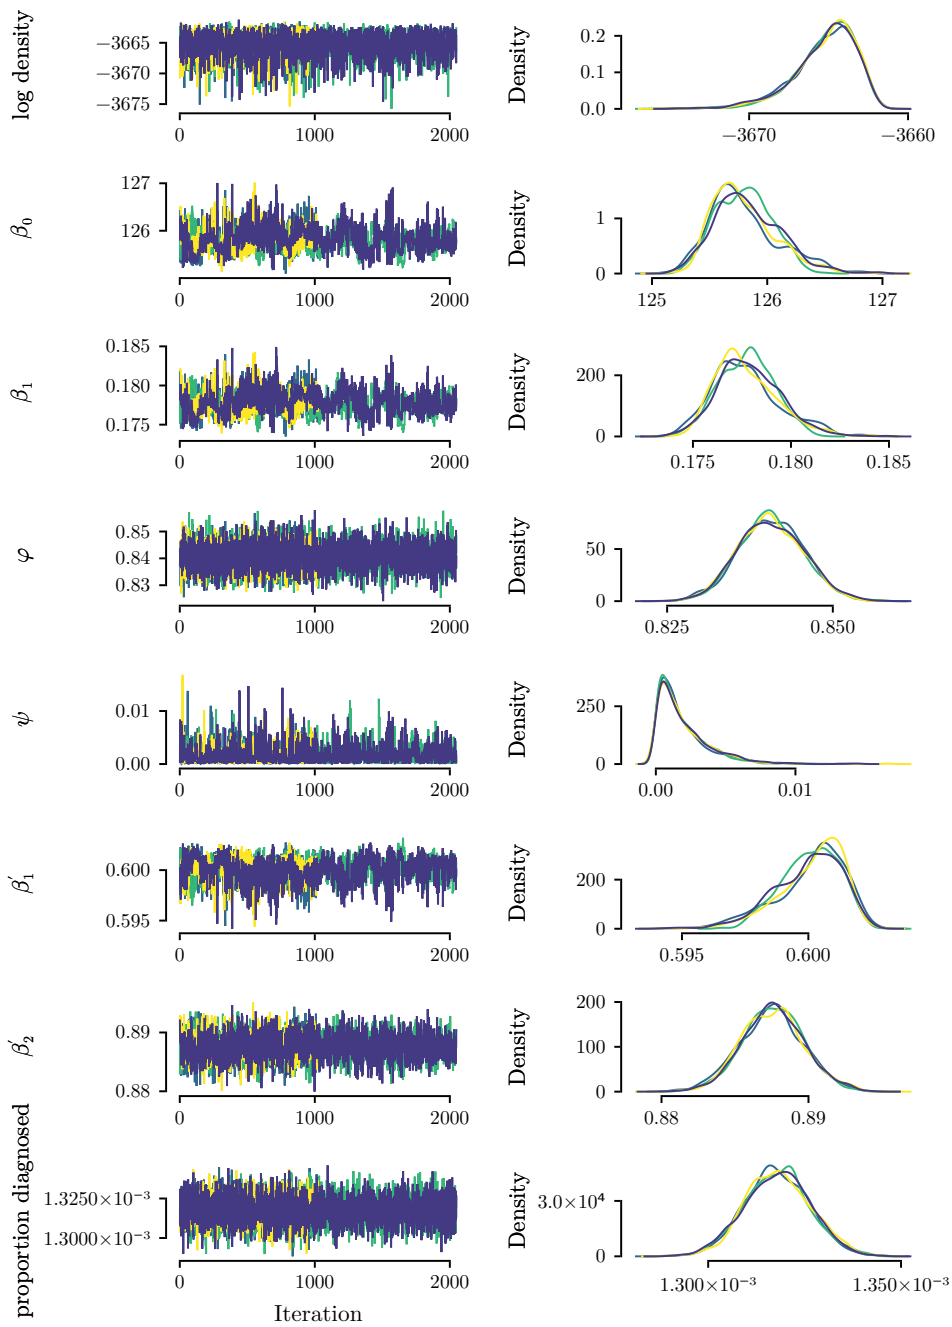 log density
−3665
−3670
−3675
0 1000 2000
Density
0.2
0.1
0.0
−3670 −3660
β₀
127
126
0 1000 2000
Density
1
0
125 126 127
β₁
0.185
0.180
0.175
0 1000 2000
Density
200
0
0.175 0.180 0.185
φ
0.85
0.84
0.83
0 1000 2000
Density
50
0
0.825 0.850
ψ
0.01
0.00
0 1000 2000
Density
250
0
0.00 0.01
β′₁
0.600
0.595
0 1000 2000
Density
200
0
0.595 0.600
β′₂
0.89
0.88
0 1000 2000
Density
200
100
0
0.88 0.89
proportion diagnosed
1.3250×10⁻³
1.3000×10⁻³
0 1000 2000
Iteration
Density
3.0×10⁴
0
1.300×10⁻³ 1.350×10⁻³